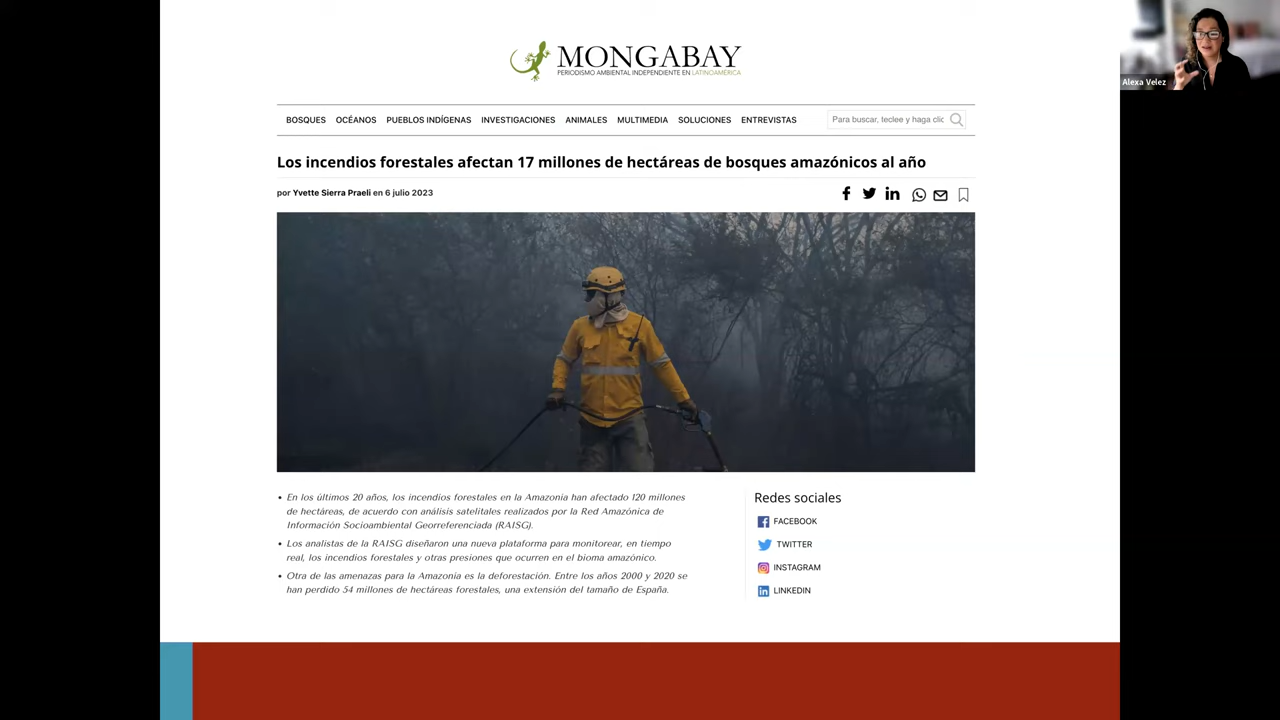 MONGABAY
PERIODISMO AMBIENTAL INDEPENDIENTE EN LATINOAMÉRICA
Alexa Velez
BOSQUES OCÉANOS PUEBLOS INDÍGENAS INVESTIGACIONES ANIMALES MULTIMEDIA SOLUCIONES ENTREVISTAS
Para buscar, teclee y haga clic
Los incendios forestales afectan 17 millones de hectáreas de bosques amazónicos al año
por Yvette Sierra Praeli en 6 julio 2023
En los últimos 20 años, los incendios forestales en la Amazonia han afectado 120 millones
de hectáreas, de acuerdo con análisis satelitales realizados por la Red Amazónica de
Información Socioambiental Georreferenciada (RAISG).
Los analistas de la RAISG diseñaron una nueva plataforma para monitorear, en tiempo
real, los incendios forestales y otras presiones que ocurren en el bioma amazónico.
Otra de las amenazas para la Amazonía es la deforestación. Entre los años 2000 y 2020 se
han perdido 54 millones de hectáreas forestales, una extensión del tamaño de España.
Redes sociales
FACEBOOK
TWITTER
INSTAGRAM
LINKEDIN